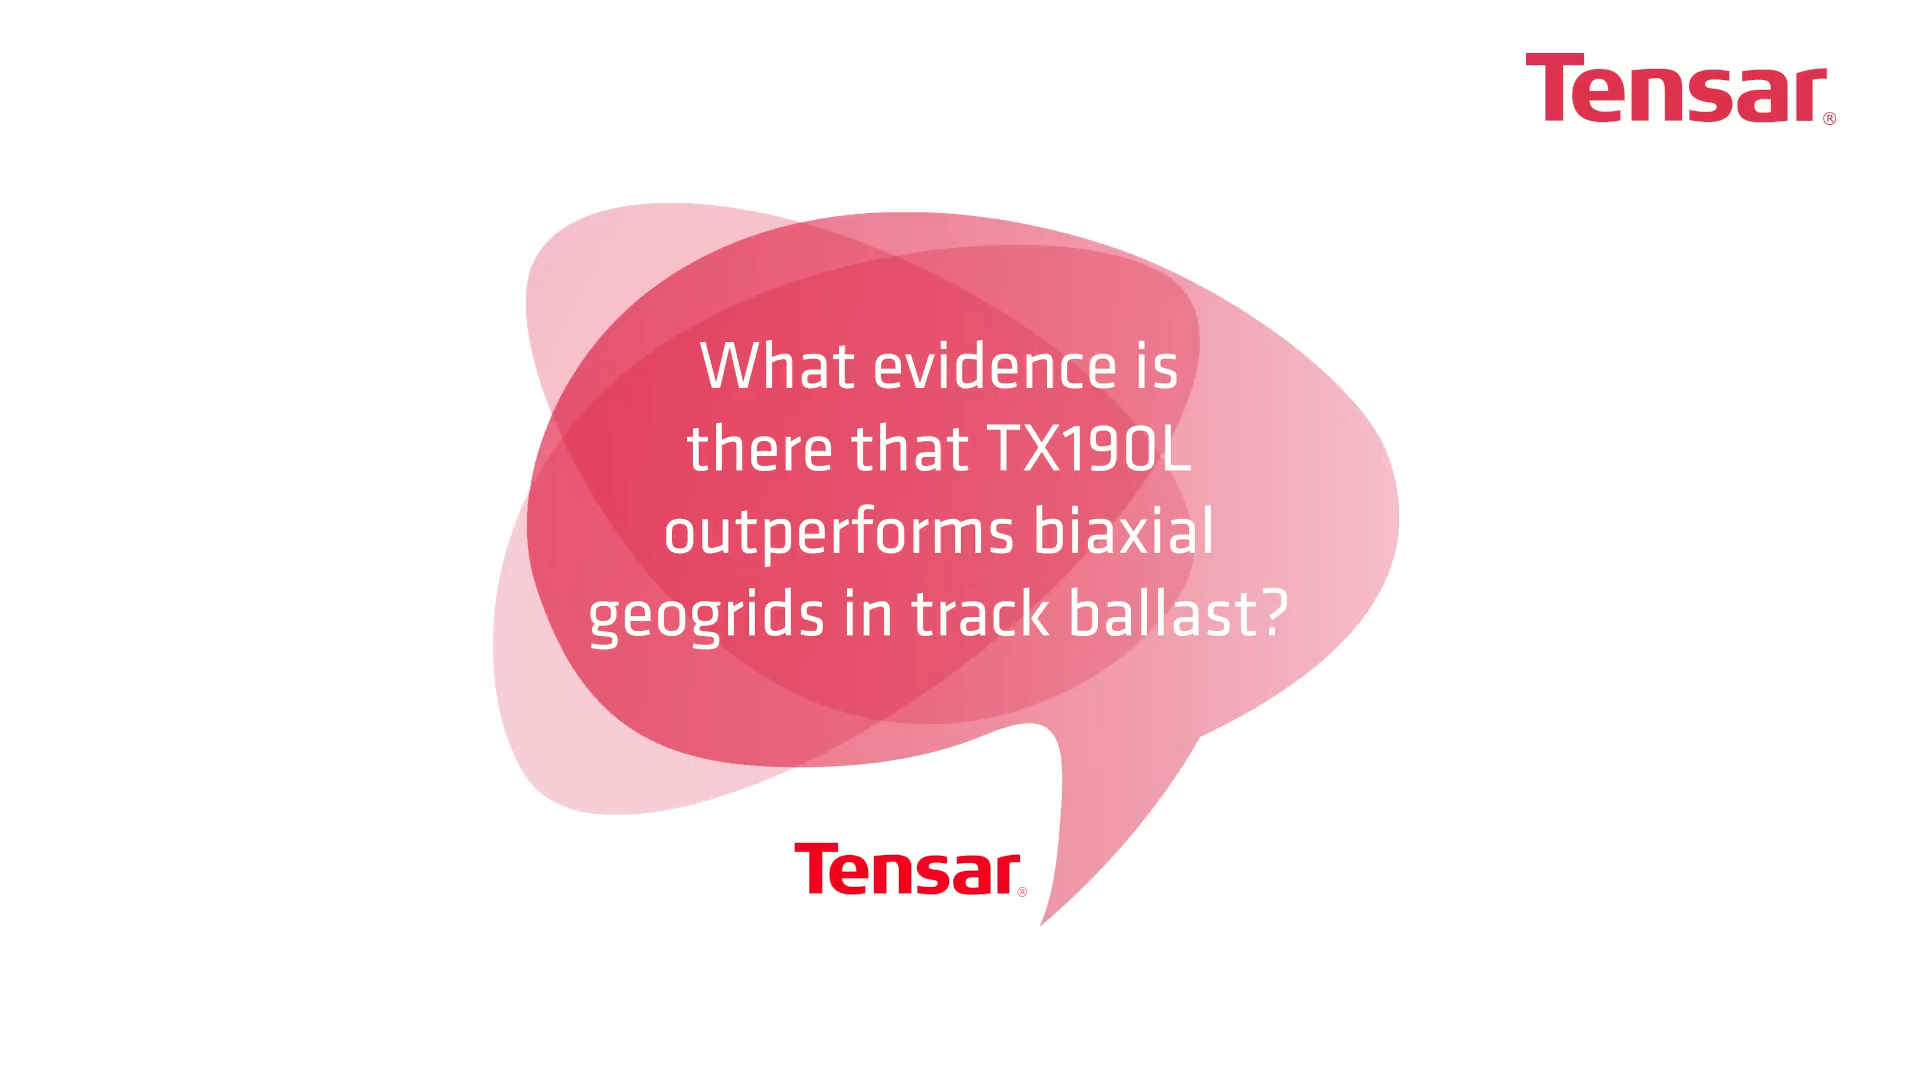 Tensar®
What evidence is
there that TX190L
outperforms biaxial
geogrids in track ballast?
Tensar®